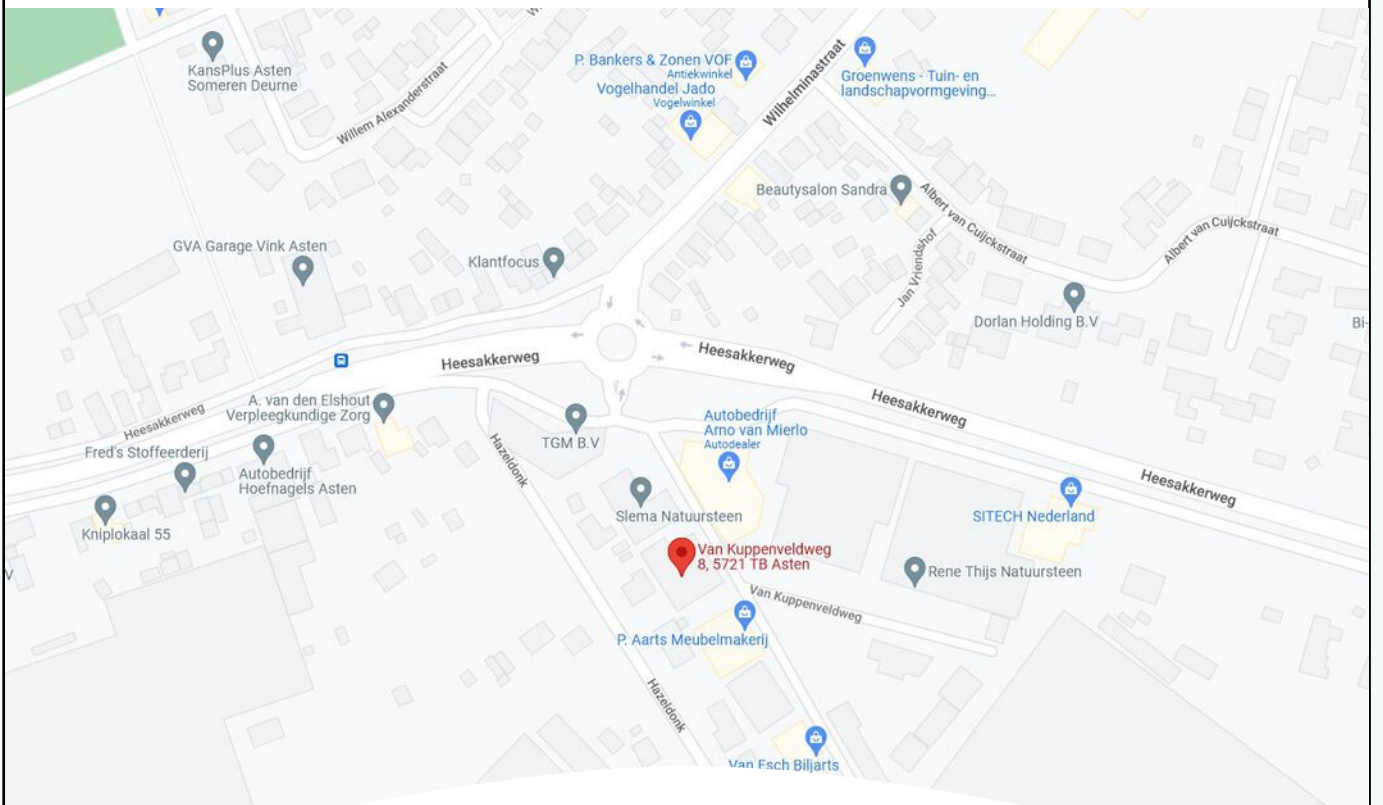 P. Bankers & Zonen VOF
Antiekwinkel
Vogelhandel Jado
Vogelwinkel
Wilhelminastraat
Groenwens - Tuin- en
landschapvormgeving...
KansPlus Asten
Someren Deurne
Willem Alexanderstraat
Beautysalon Sandra
Albert van Cuijckstraat
Albert van Cuijckstraat
Jan Vriendshof
GVA Garage Vink Asten
Klantfocus
Dorlan Holding B.V
Bi-
Heesakkerweg
Heesakkerweg
Heesakkerweg
Heesakkerweg
Heesakkerweg
A. van den Elshout
Verpleegkundige Zorg
Fred's Stoffeerderij
Autobedrijf
Hoefnagels Asten
Kniplokaal 55
V
TGM B.V
Hazeldonk
Autobedrijf
Arno van Mierlo
Autodealer
Slema Natuursteen
SITECH Nederland
Van Kuppenveldweg
8, 5721 TB Asten
Rene Thijs Natuursteen
Van Kuppenveldweg
P. Aarts Meubelmakerij
Hazeldonk
Van Esch Biljarts